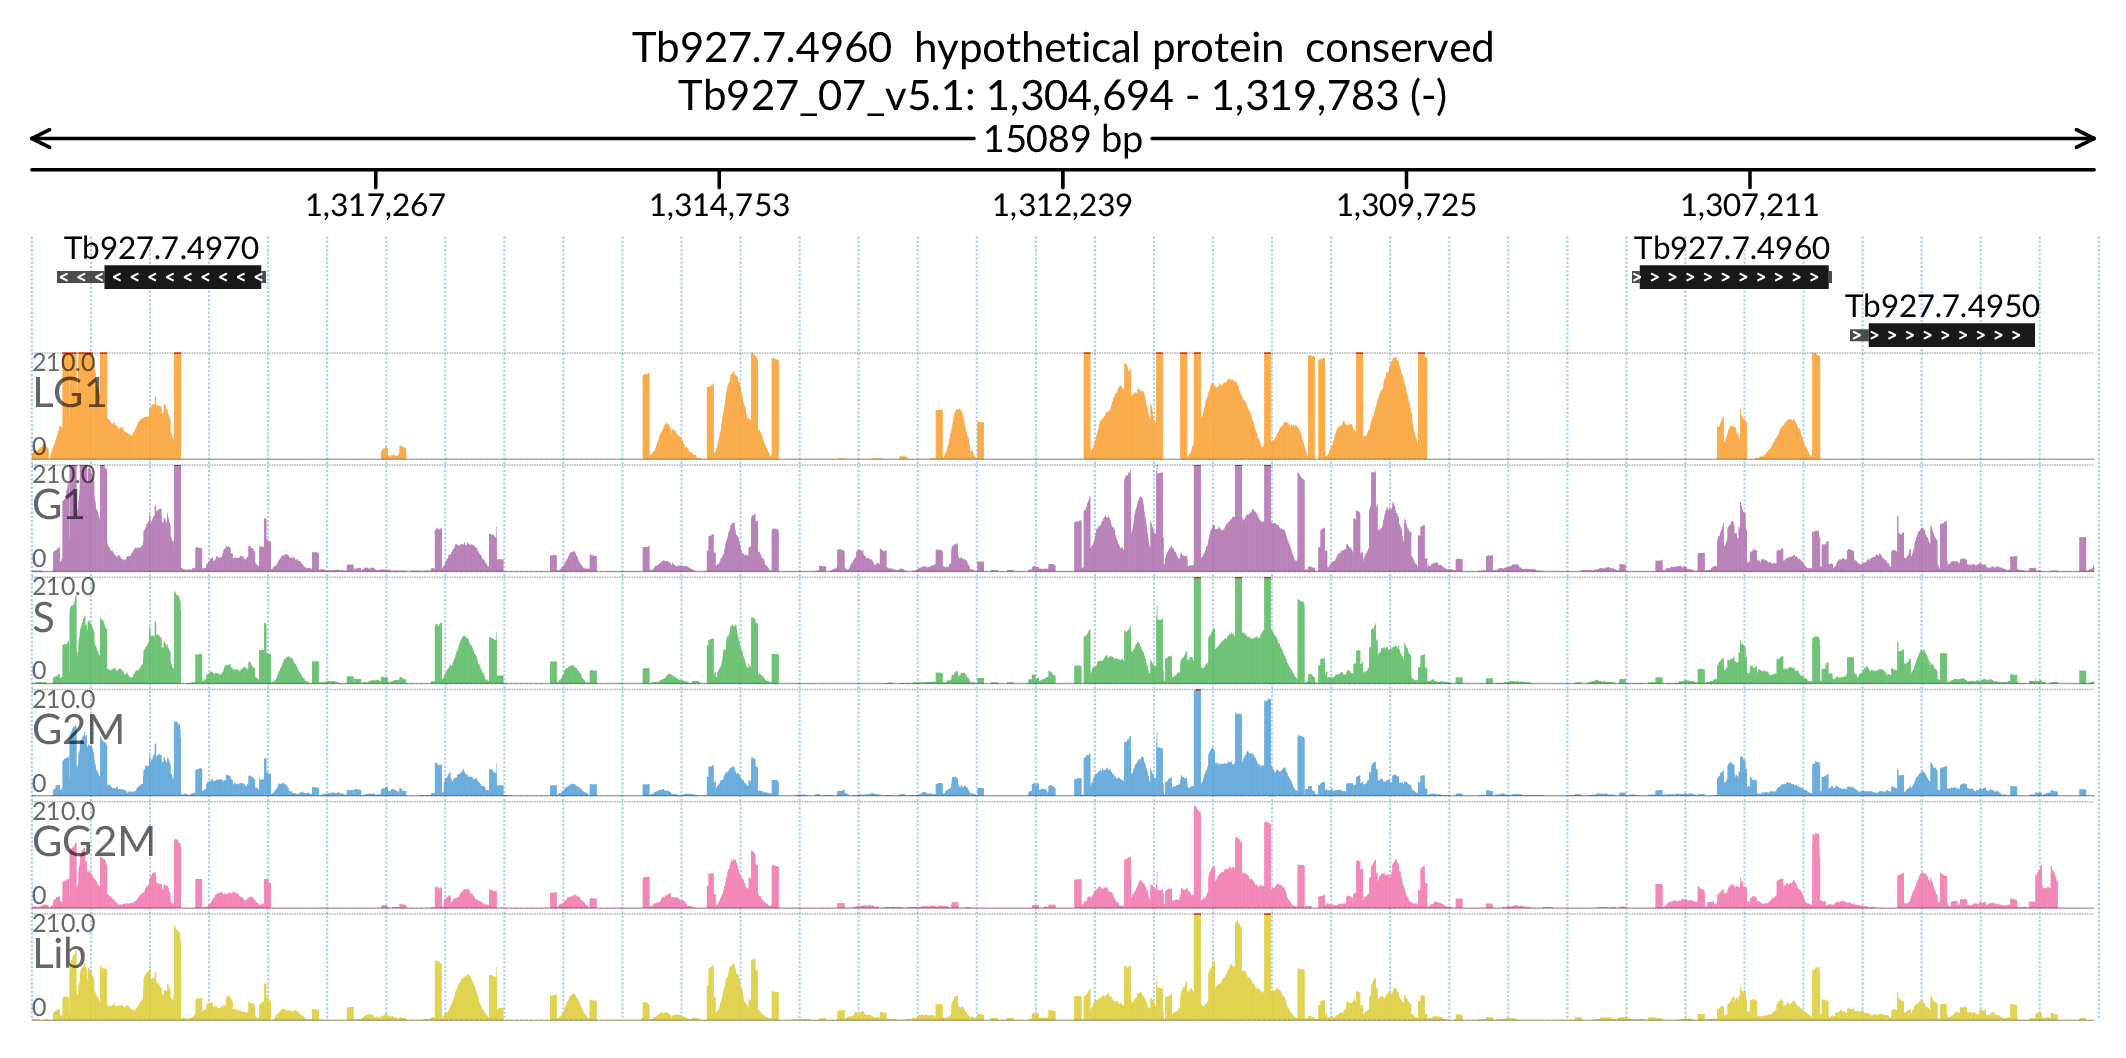 Tb927.7.4960 hypothetical protein conserved
Tb927_07_v5.1: 1,304,694 - 1,319,783 (-)
15089 bp
1,317,267 1,314,753 1,312,239 1,309,725 1,307,211
Tb927.7.4970 Tb927.7.4960
Tb927.7.4950
210.0
LG1
0
210.0
G1
0
210.0
S
0
210.0
G2M
0
210.0
GG2M
0
210.0
Lib
0